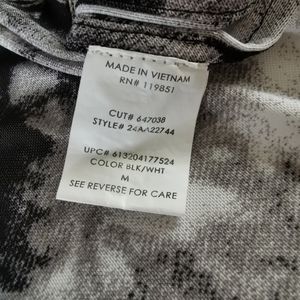 MADE IN VIETNAM
RN# 119851
CUT# 647038
STYLE# 24AA22744
UPC# 613204177524
COLOR BLK/WHT
M
SEE REVERSE FOR CARE